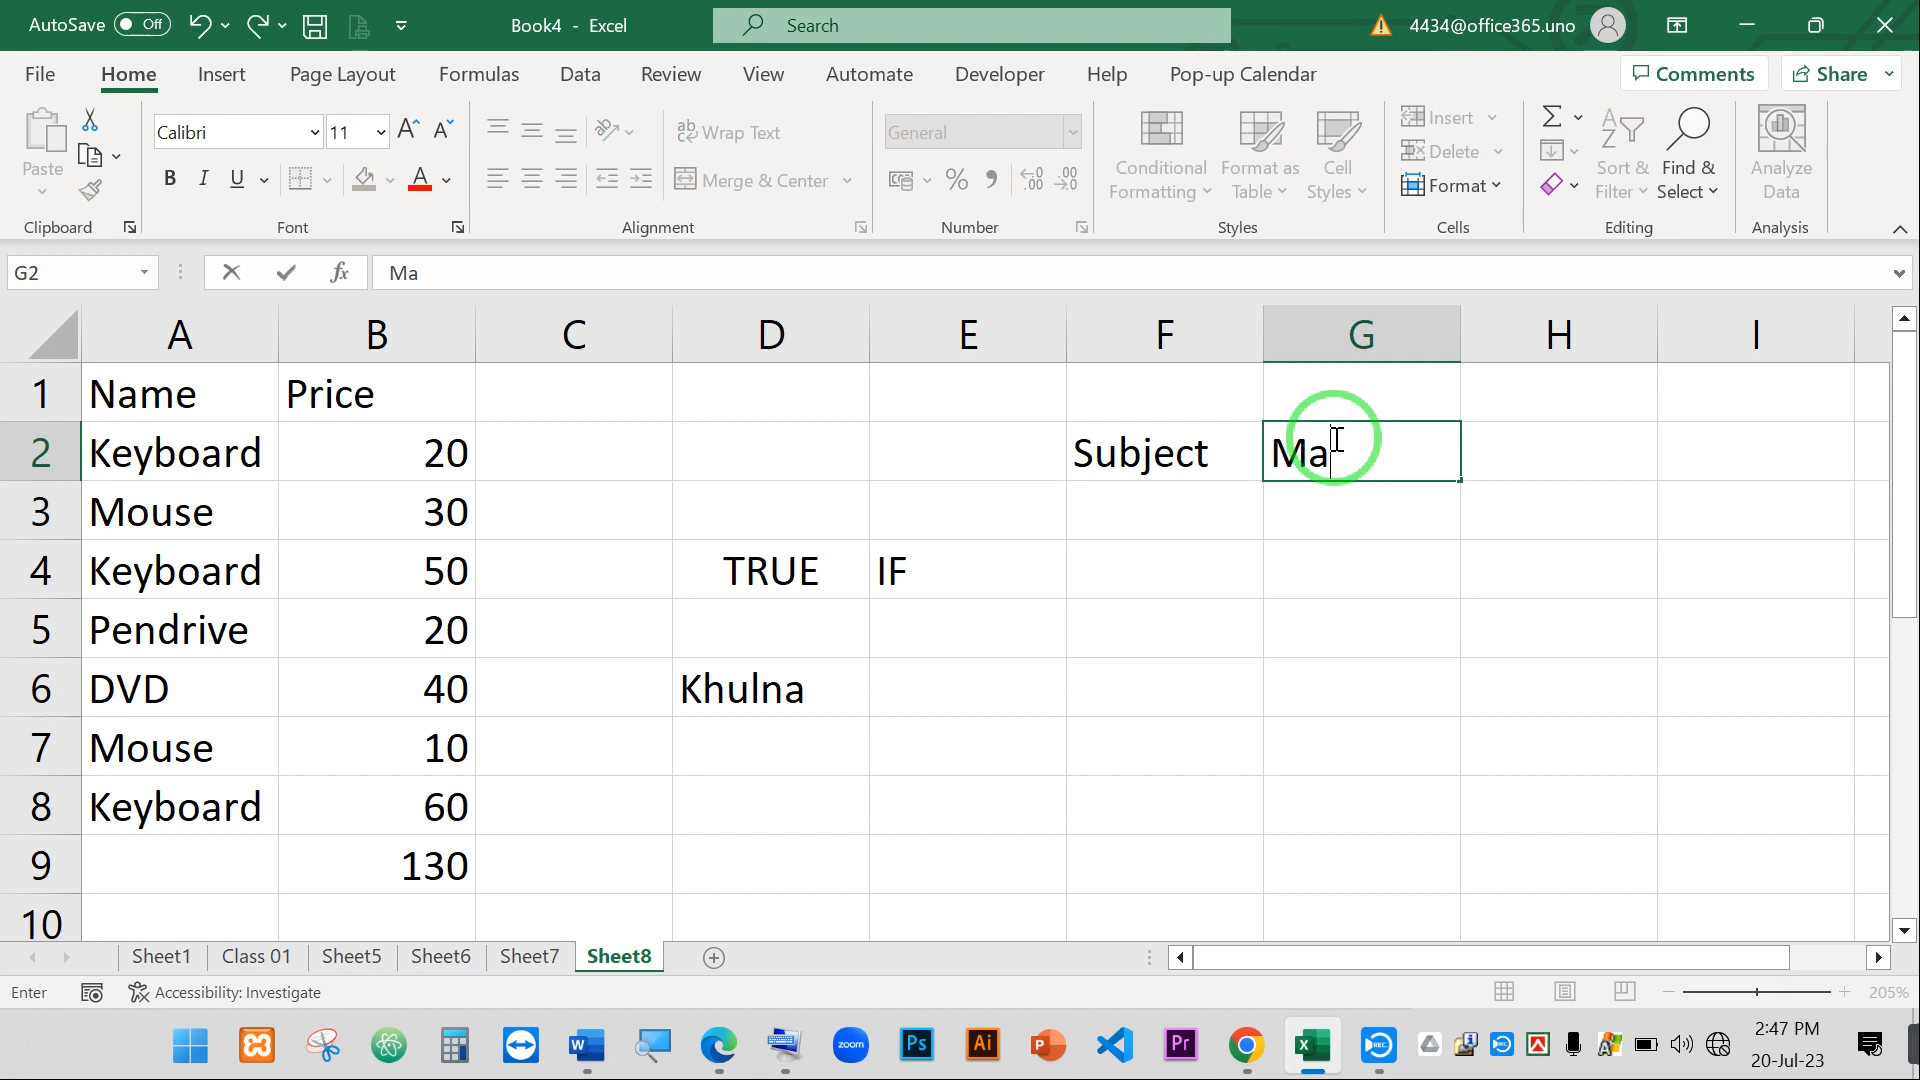 AutoSave Off Book4 - Excel Search 4434@office365.uno
File Home Insert Page Layout Formulas Data Review View Automate Developer Help Pop-up Calendar Comments Share
Paste Calibri 11 Wrap Text General Conditional Formatting Format as Table Cell Styles Insert Sort & Filter Find & Select Analyze Data
B I U Merge & Center % Delete
Format
Clipboard Font Alignment Number Styles Cells Editing Analysis
G2 fx Ma
A B C D E F G H I
1 Name Price
2 Keyboard 20 Subject Ma
3 Mouse 30
4 Keyboard 50 TRUE IF
5 Pendrive 20
6 DVD 40 Khulna
7 Mouse 10
8 Keyboard 60
9 130
10
Sheet1 Class 01 Sheet5 Sheet6 Sheet7 Sheet8
Enter Accessibility: Investigate 205%
zoom Ps Ai Pr 2:47 PM
20-Jul-23